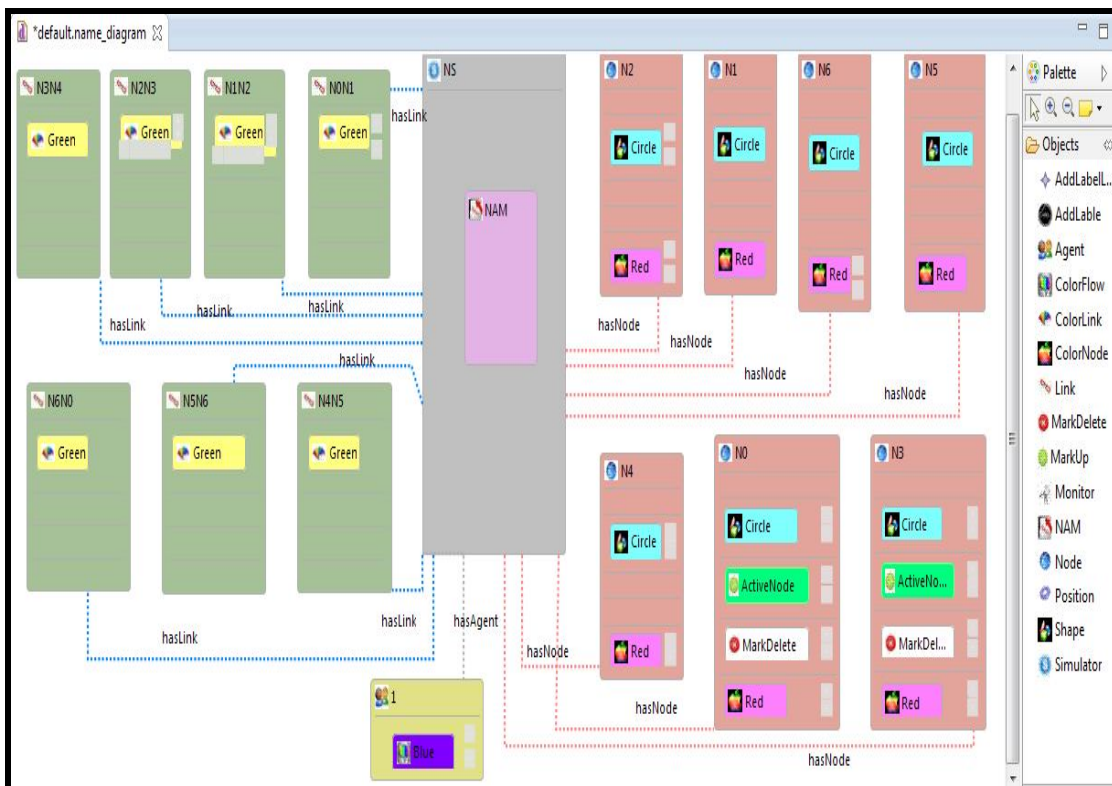 *default.name_diagram
N3N4
Green
N2N3
Green
N1N2
Green
N0N1
Green
hasLink
hasLink
hasLink
hasLink
hasLink
N6N0
Green
N5N6
Green
N4N5
Green
hasLink
hasLink
NS
NAM
N2
Circle
Red
N1
Circle
Red
N6
Circle
Red
N5
Circle
Red
hasNode
hasNode
hasNode
hasNode
N4
Circle
Red
N0
Circle
ActiveNode
MarkDelete
Red
N3
Circle
ActiveNo...
MarkDel...
Red
hasAgent
hasNode
hasNode
hasNode
1
Blue
Palette
Objects
AddLabelL...
AddLable
Agent
ColorFlow
ColorLink
ColorNode
Link
MarkDelete
MarkUp
Monitor
NAM
Node
Position
Shape
Simulator